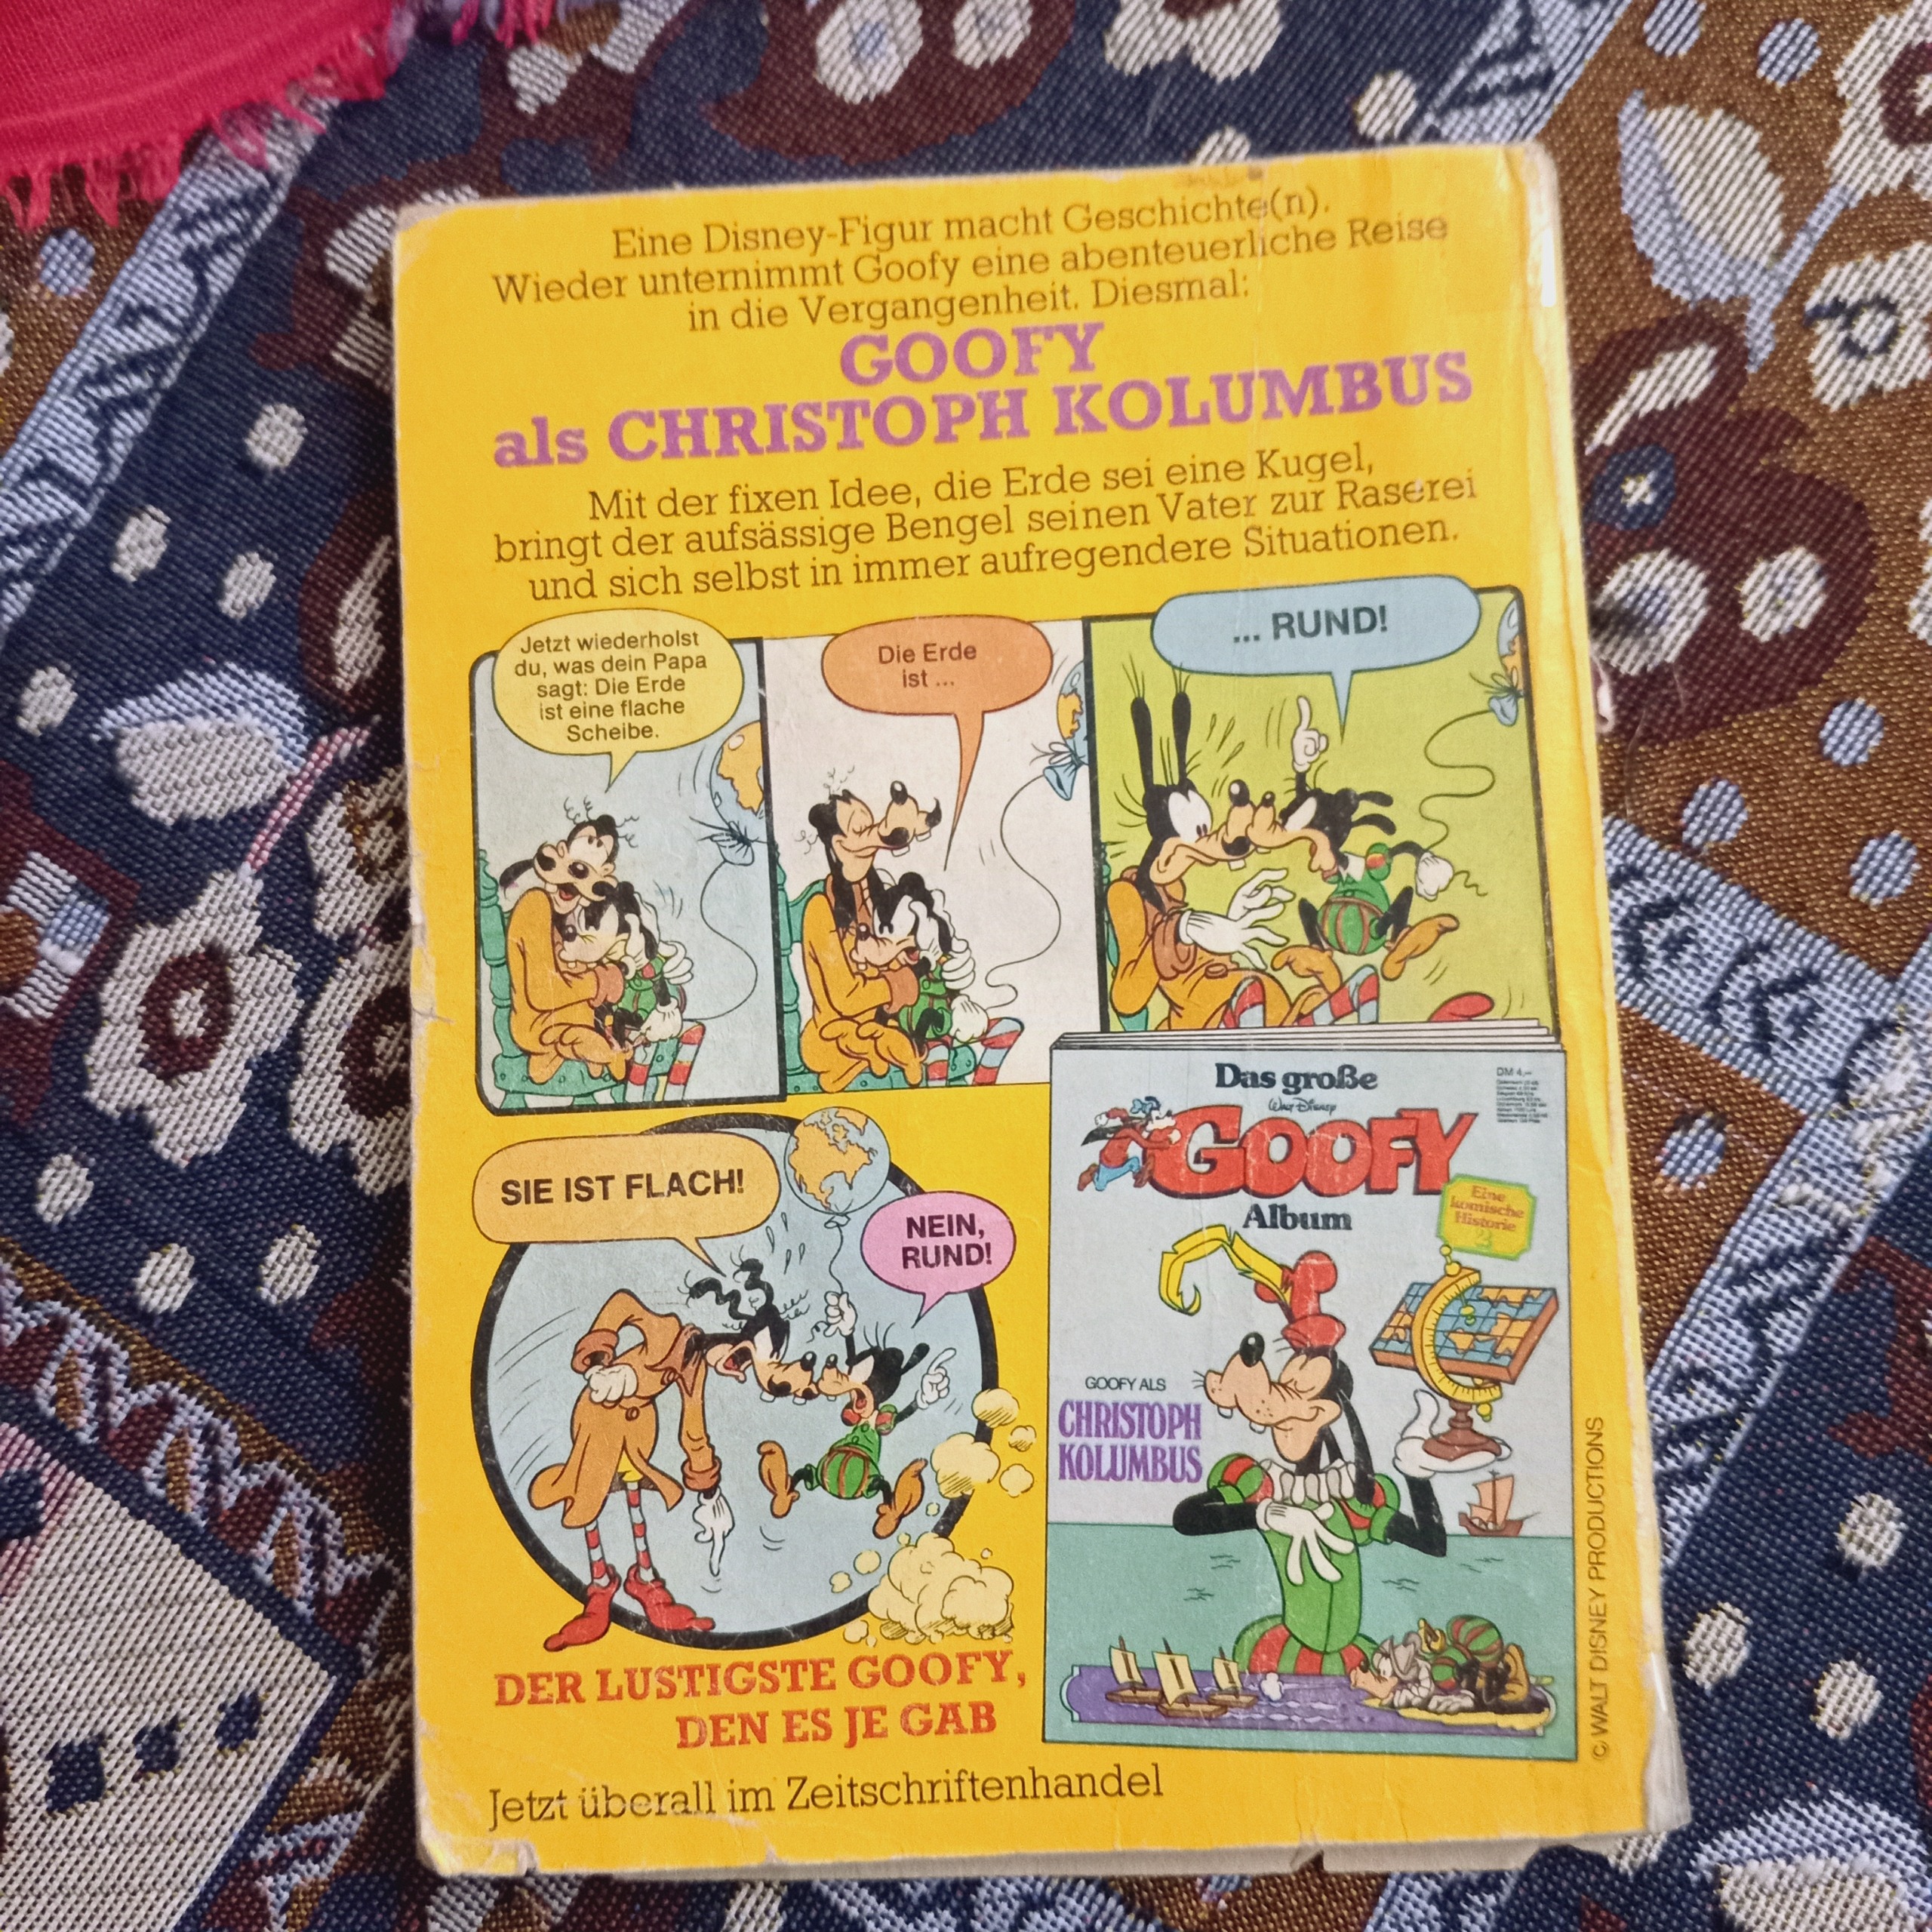 Eine Disney-Figur macht Geschichte(n).
Wieder unternimmt Goofy eine abenteuerliche Reise
in die Vergangenheit. Diesmal:
GOOFY
als CHRISTOPH KOLUMBUS
Mit der fixen Idee, die Erde sei eine Kugel,
bringt der aufsässige Bengel seinen Vater zur Raserei
und sich selbst in immer aufregendere Situationen.
Jetzt wiederholst
du, was dein Papa
sagt: Die Erde
ist eine flache
Scheibe.
Die Erde
ist ...
... RUND!
SIE IST FLACH!
NEIN,
RUND!
Das große
Walt Disney
GOOFY
Album
DM 4,–
Eine
komische
Historie
2
GOOFY ALS
CHRISTOPH
KOLUMBUS
DER LUSTIGSTE GOOFY,
DEN ES JE GAB
Jetzt überall im Zeitschriftenhandel
© WALT DISNEY PRODUCTIONS